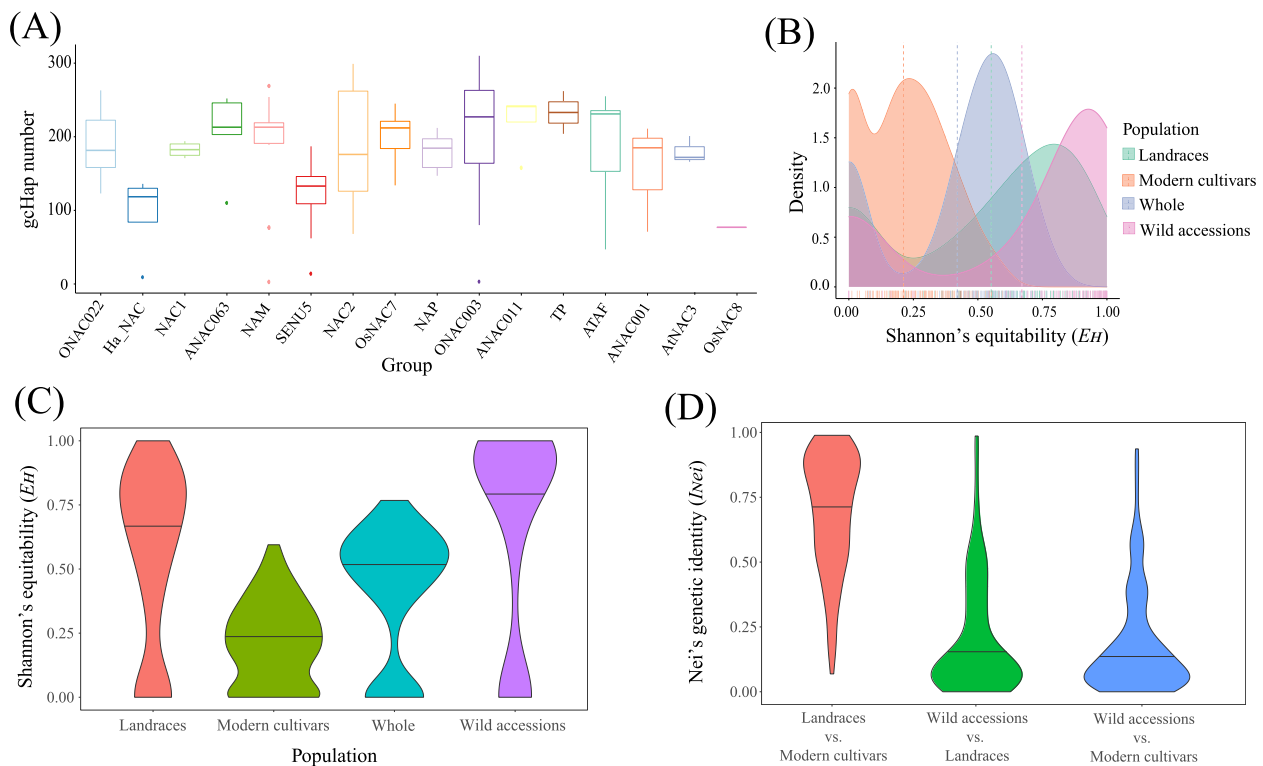 (A)
gcHap number
300
200
100
0
ONAC022
Ha_NAC
NAC1
ANAC063
NAM
SENU5
NAC2
OsNAC7
NAP
ONAC003
ANAC011
TP
ATAF
ANAC001
AtNAC3
OsNAC8
Group
(B)
Density
2.0
1.5
1.0
0.5
0.0
0.00
0.25
0.50
0.75
1.00
Shannon's equitability (EH)
Population
Landraces
Modern cultivars
Whole
Wild accessions
(C)
Shannon's equitability (EH)
1.00
0.75
0.50
0.25
0.00
Landraces
Modern cultivars
Whole
Wild accessions
Population
(D)
Nei's genetic identity (INei)
1.00
0.75
0.50
0.25
0.00
Landraces
vs.
Modern cultivars
Wild accessions
vs.
Landraces
Wild accessions
vs.
Modern cultivars